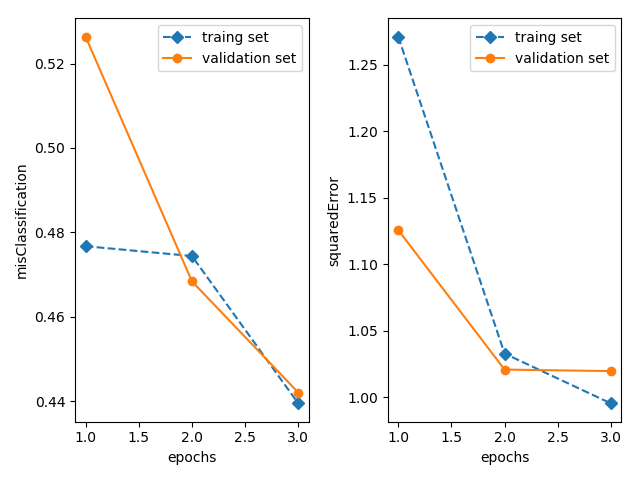 traing set
validation set
misClassification
0.52
0.50
0.48
0.46
0.44
1.0
1.5
2.0
2.5
3.0
epochs
traing set
validation set
squaredError
1.25
1.20
1.15
1.10
1.05
1.00
1.0
1.5
2.0
2.5
3.0
epochs